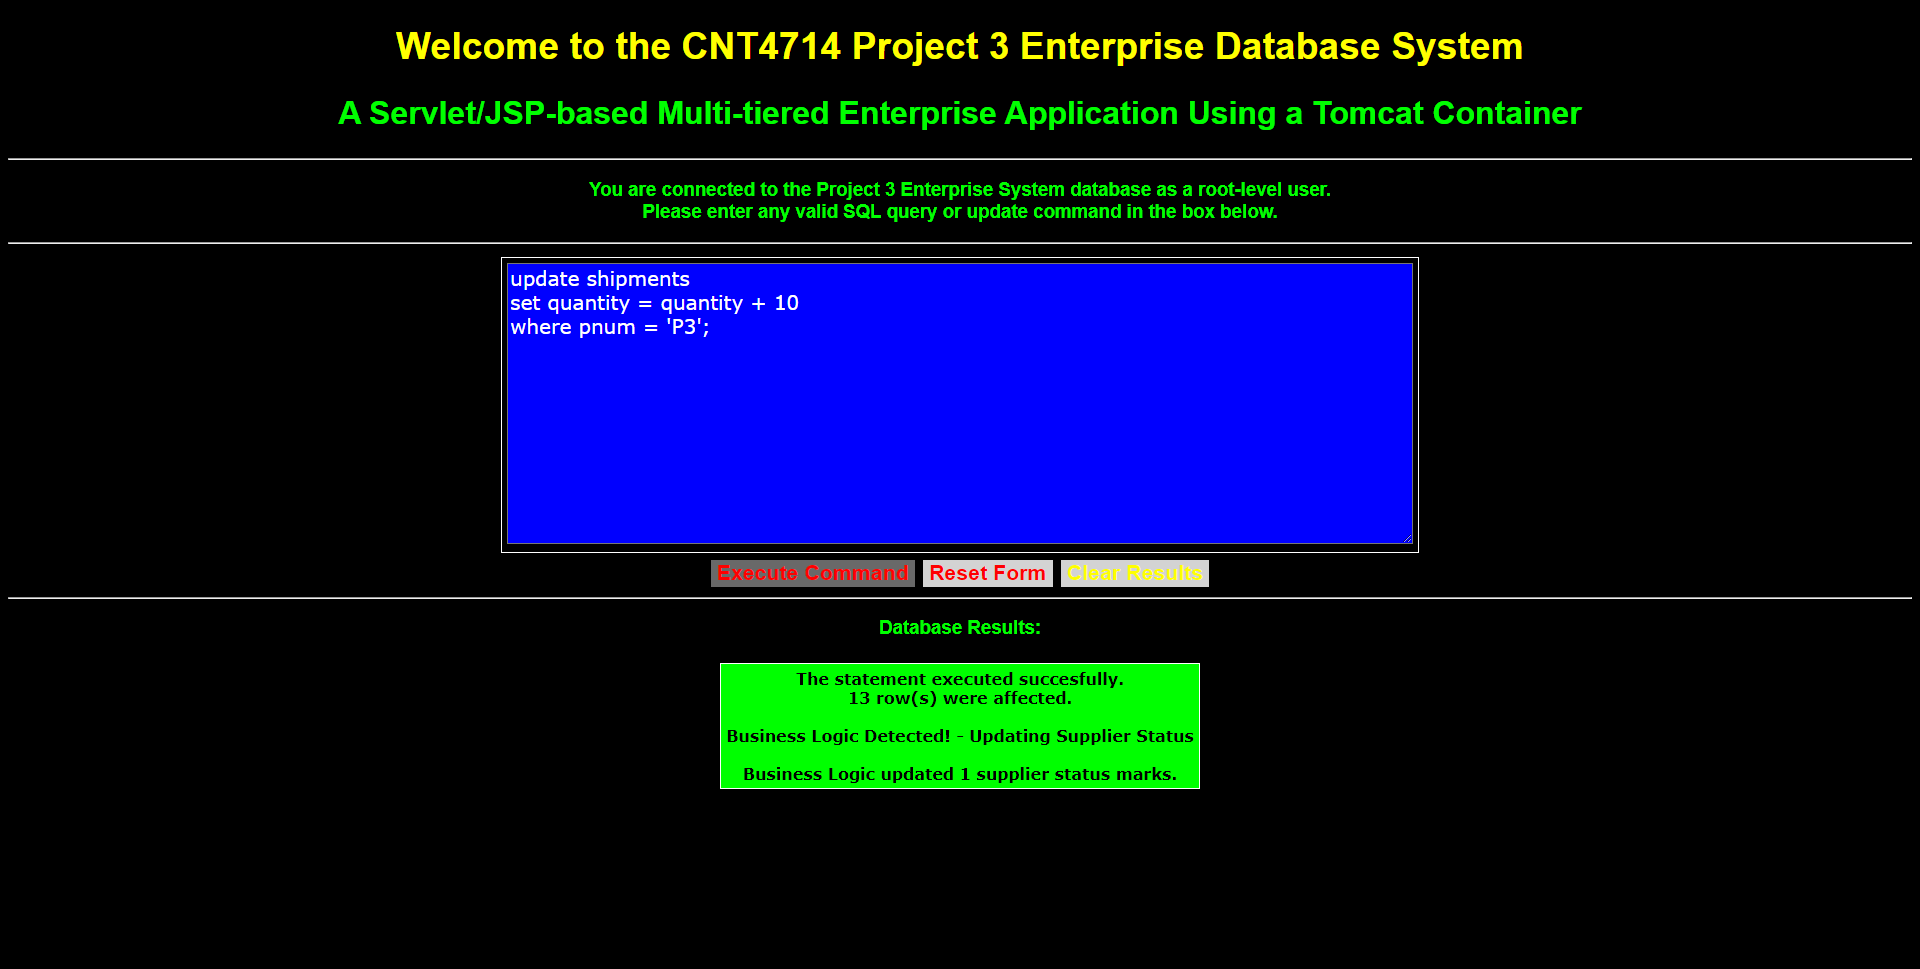 Welcome to the CNT4714 Project 3 Enterprise Database System
A Servlet/JSP-based Multi-tiered Enterprise Application Using a Tomcat Container
You are connected to the Project 3 Enterprise System database as a root-level user.
Please enter any valid SQL query or update command in the box below.
update shipments
set quantity = quantity + 10
where pnum = 'P3';
Execute Command Reset Form Clear Results
Database Results:
The statement executed succesfully.
13 row(s) were affected.
Business Logic Detected! - Updating Supplier Status
Business Logic updated 1 supplier status marks.